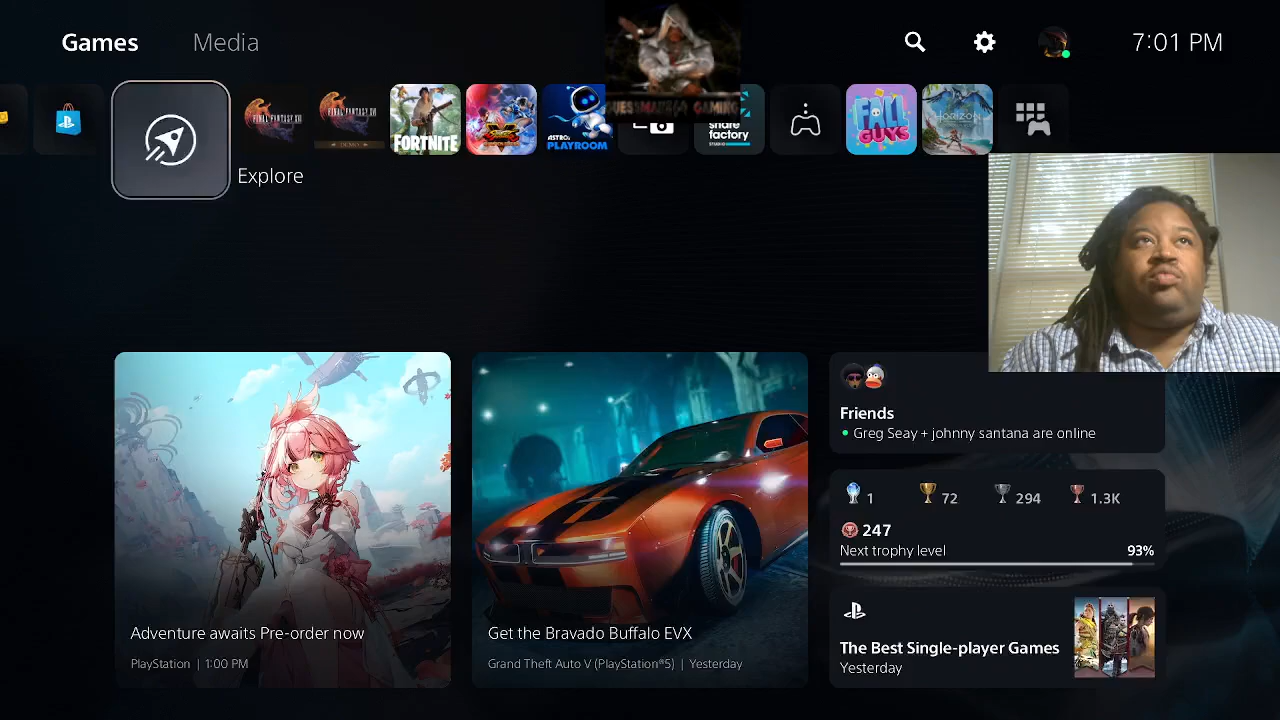 Games
Media
7:01 PM
FINAL FANTASY XVI
FINAL FANTASY XVI
DEMO
FORTNITE
ASTRO's
PLAYROOM
share
factory
STUDIO
FALL
GUYS
HORIZON
Explore
Friends
Greg Seay + johnny santana are online
1
72
294
1.3K
247
Next trophy level
93%
Adventure awaits Pre-order now
PlayStation | 1:00 PM
Get the Bravado Buffalo EVX
Grand Theft Auto V (PlayStation®5) | Yesterday
The Best Single-player Games
Yesterday